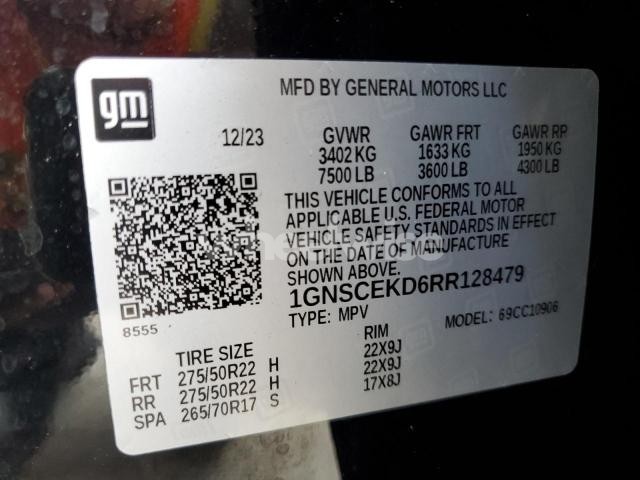 gm
MFD BY GENERAL MOTORS LLC
12/23 GVWR GAWR FRT GAWR RR
3402 KG 1633 KG 1950 KG
7500 LB 3600 LB 4300 LB
THIS VEHICLE CONFORMS TO ALL
APPLICABLE U.S. FEDERAL MOTOR
VEHICLE SAFETY STANDARDS IN EFFECT
ON THE DATE OF MANUFACTURE
SHOWN ABOVE.
1GNSCEKD6RR128479
8555 TYPE: MPV MODEL: 69CC10906
TIRE SIZE RIM
FRT 275/50R22 H 22X9J
RR 275/50R22 H 22X9J
SPA 265/70R17 S 17X8J